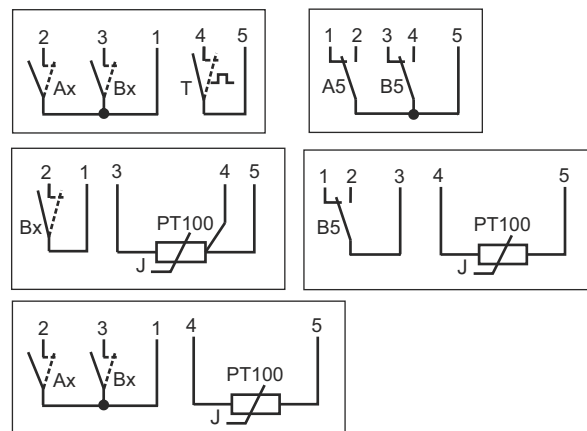 2 3 1 4 5
Ax Bx T
1 2 3 4 5
A5 B5
2 1 3 4 5
Bx PT100
J
1 2 3 4 5
B5 PT100
J
2 3 1 4 5
Ax Bx PT100
J